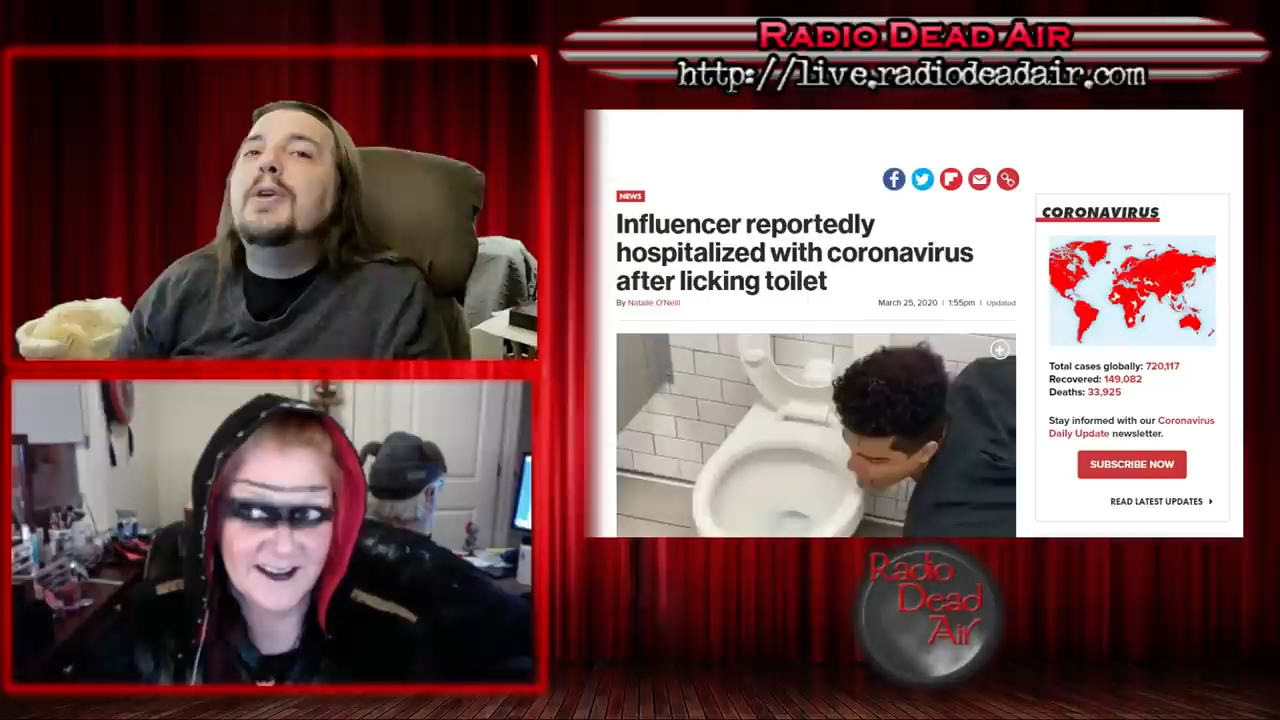 RADIO DEAD AIR
http://live.radiodeadair.com
NEWS
Influencer reportedly
hospitalized with coronavirus
after licking toilet
By Natalie O'Neill
March 25, 2020 | 1:55pm | Updated
CORONAVIRUS
Total cases globally: 720,117
Recovered: 149,082
Deaths: 33,925
Stay informed with our Coronavirus
Daily Update newsletter.
SUBSCRIBE NOW
READ LATEST UPDATES
Radio
Dead
Air